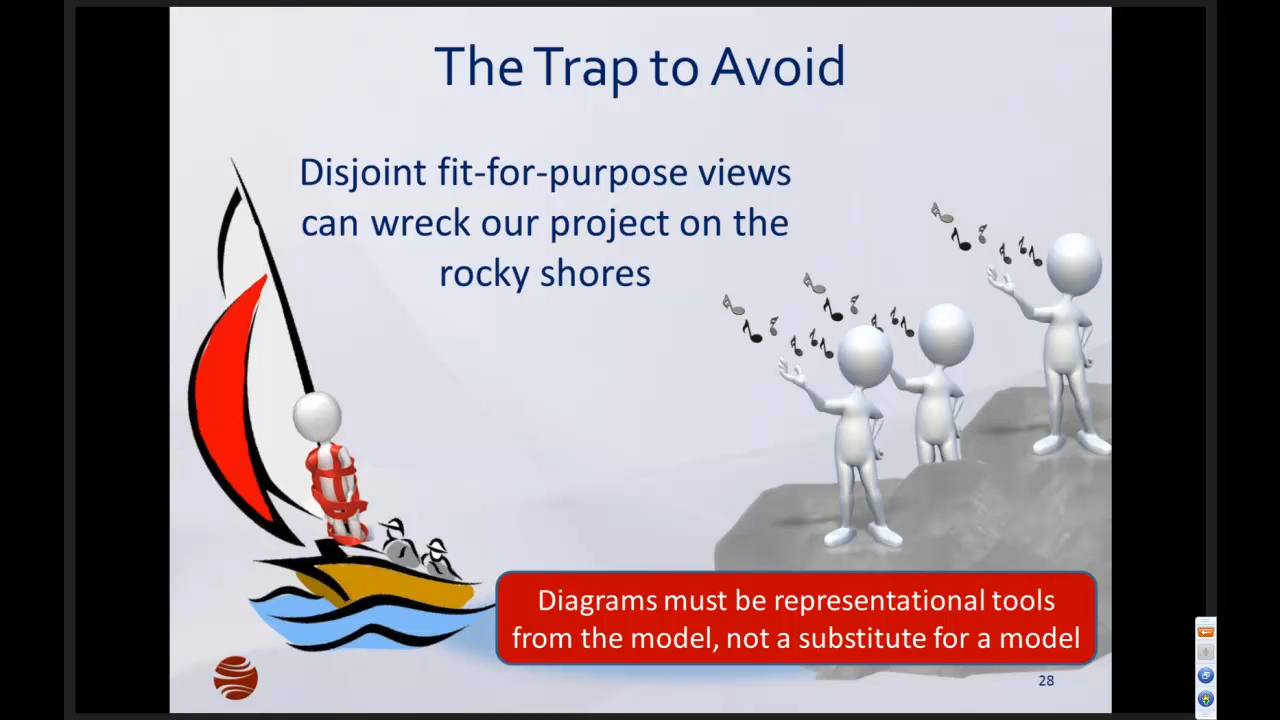 The Trap to Avoid
Disjoint fit-for-purpose views
can wreck our project on the
rocky shores
Diagrams must be representational tools
from the model, not a substitute for a model
28